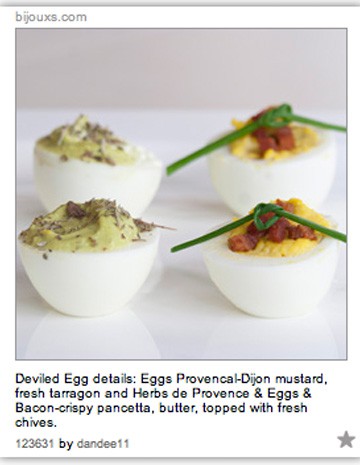 bijouxs.com
Deviled Egg details: Eggs Provencal-Dijon mustard,
fresh tarragon and Herbs de Provence & Eggs &
Bacon-crispy pancetta, butter, topped with fresh
chives.
123631 by dandee11